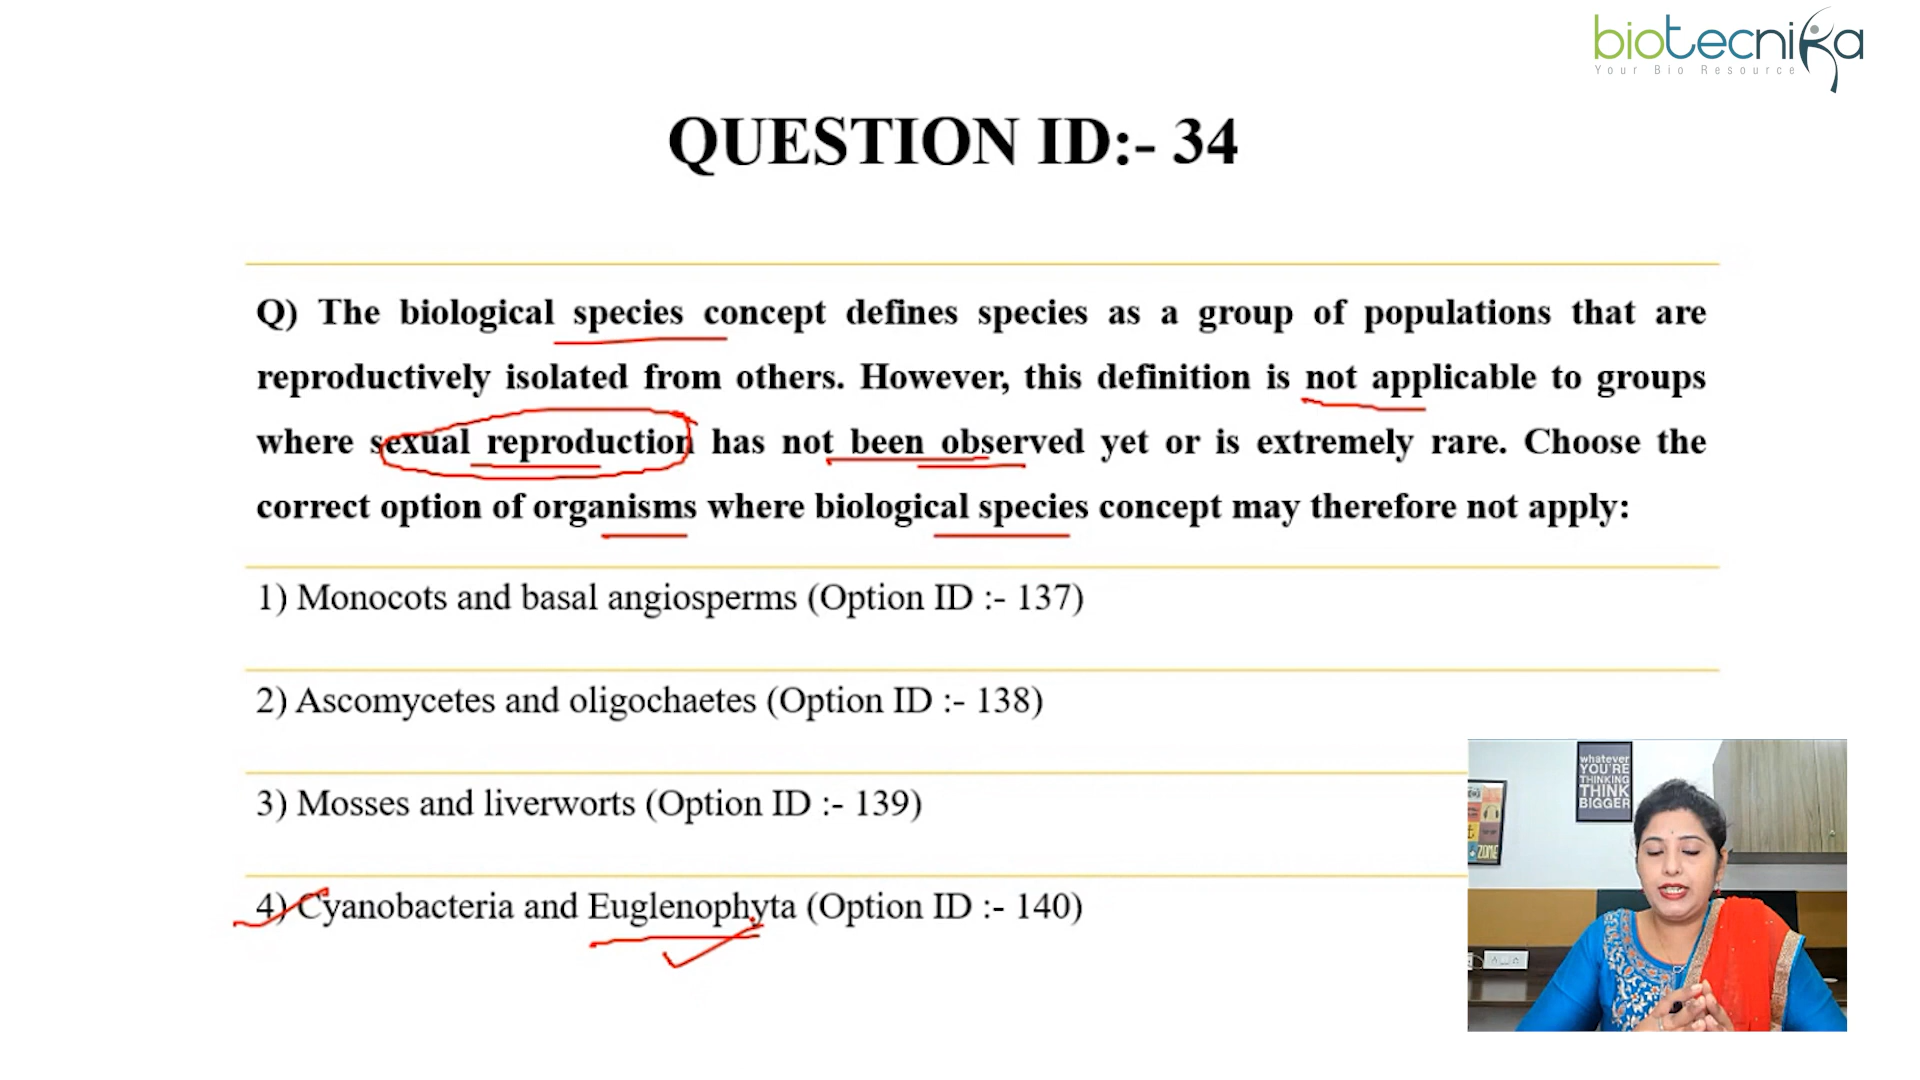 biotecnika
Your Bio Resource
QUESTION ID:- 34
Q) The biological species concept defines species as a group of populations that are
reproductively isolated from others. However, this definition is not applicable to groups
where sexual reproduction has not been observed yet or is extremely rare. Choose the
correct option of organisms where biological species concept may therefore not apply:
1) Monocots and basal angiosperms (Option ID :- 137)
2) Ascomycetes and oligochaetes (Option ID :- 138)
3) Mosses and liverworts (Option ID :- 139)
4) Cyanobacteria and Euglenophyta (Option ID :- 140)
whatever
YOU'RE
THINKING
THINK
BIGGER
ZONE